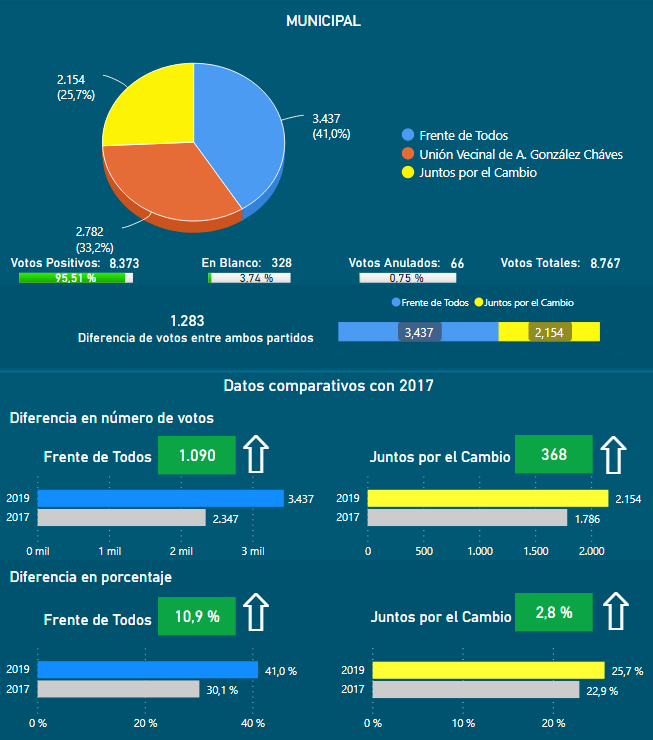 MUNICIPAL
2.154
(25,7%)
3.437
(41,0%)
2.782
(33,2%)
Frente de Todos
Unión Vecinal de A. González Cháves
Juntos por el Cambio
Votos Positivos: 8.373
95,51 %
En Blanco: 328
3,74 %
Votos Anulados: 66
0,75 %
Votos Totales: 8.767
1.283
Diferencia de votos entre ambos partidos
Frente de Todos Juntos por el Cambio
3,437 2,154
Datos comparativos con 2017
Diferencia en número de votos
Frente de Todos 1.090
2019 3.437
2017 2.347
0 mil 1 mil 2 mil 3 mil
Juntos por el Cambio 368
2019 2.154
2017 1.786
0 500 1.000 1.500 2.000
Diferencia en porcentaje
Frente de Todos 10,9 %
2019 41,0 %
2017 30,1 %
0 % 20 % 40 %
Juntos por el Cambio 2,8 %
2019 25,7 %
2017 22,9 %
0 % 10 % 20 %